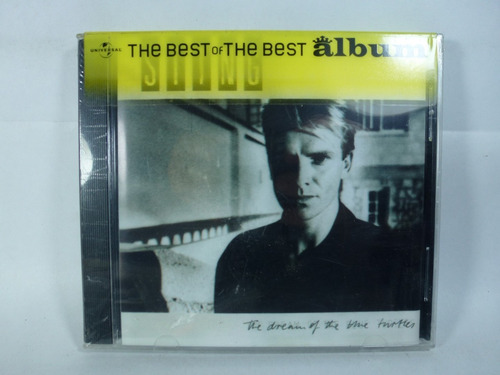 UNIVERSAL
THE BEST OF THE BEST album
STING
the dream of the blue turtles